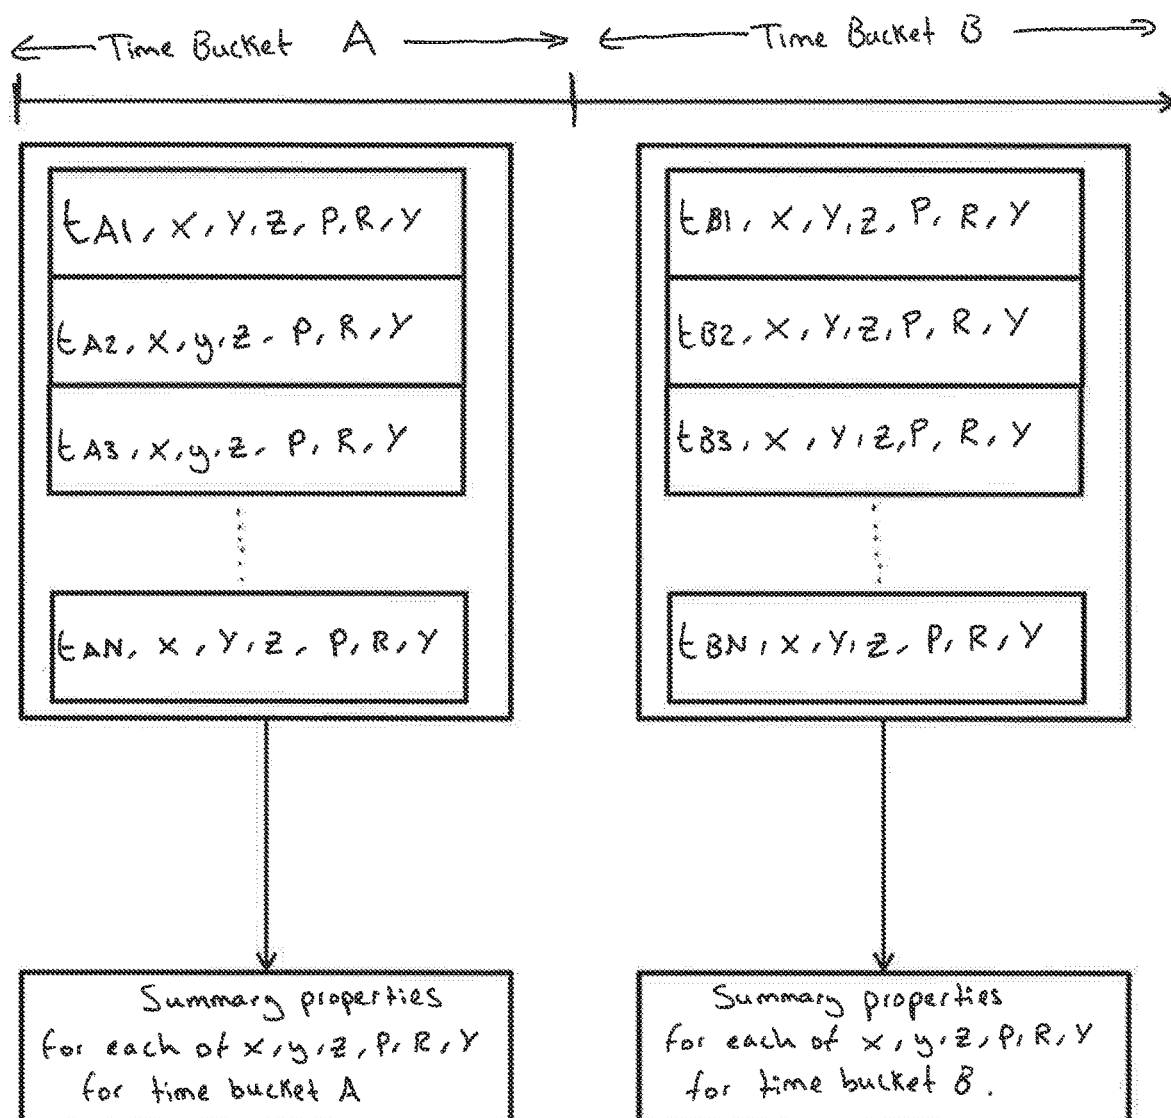 Time Bucket A
Time Bucket B
tA1, X, Y, Z, P, R, Y
tA2, X, y, z, P, R, Y
tA3, X, y, z, P, R, Y
tAN, X, Y, Z, P, R, Y
tB1, X, Y, Z, P, R, Y
tB2, X, Y, Z, P, R, Y
tB3, X, Y, Z, P, R, Y
tBN, X, Y, Z, P, R, Y
Summary properties
for each of x, y, z, P, R, Y
for time bucket A
Summary properties
for each of x, y, z, P, R, Y
for time bucket B.